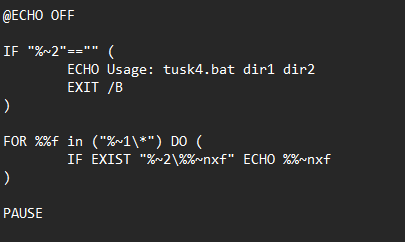 @ECHO OFF
IF "%~2"=="" (
ECHO Usage: tusk4.bat dir1 dir2
EXIT /B
)
FOR %%f in ("%~1\*") DO (
IF EXIST "%~2\%%~nxf" ECHO %%~nxf
)
PAUSE